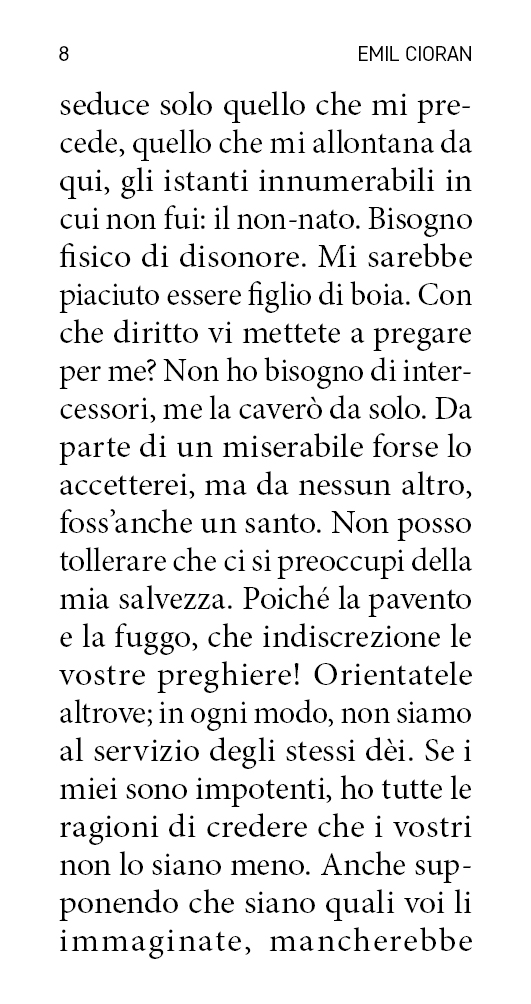 8 EMIL CIORAN
seduce solo quello che mi pre-
cede, quello che mi allontana da
qui, gli istanti innumerabili in
cui non fui: il non-nato. Bisogno
fisico di disonore. Mi sarebbe
piaciuto essere figlio di boia. Con
che diritto vi mettete a pregare
per me? Non ho bisogno di inter-
cessori, me la caverò da solo. Da
parte di un miserabile forse lo
accetterei, ma da nessun altro,
foss’anche un santo. Non posso
tollerare che ci si preoccupi della
mia salvezza. Poiché la pavento
e la fuggo, che indiscrezione le
vostre preghiere! Orientatele
altrove; in ogni modo, non siamo
al servizio degli stessi dèi. Se i
miei sono impotenti, ho tutte le
ragioni di credere che i vostri
non lo siano meno. Anche sup-
ponendo che siano quali voi li
immaginate, mancherebbe